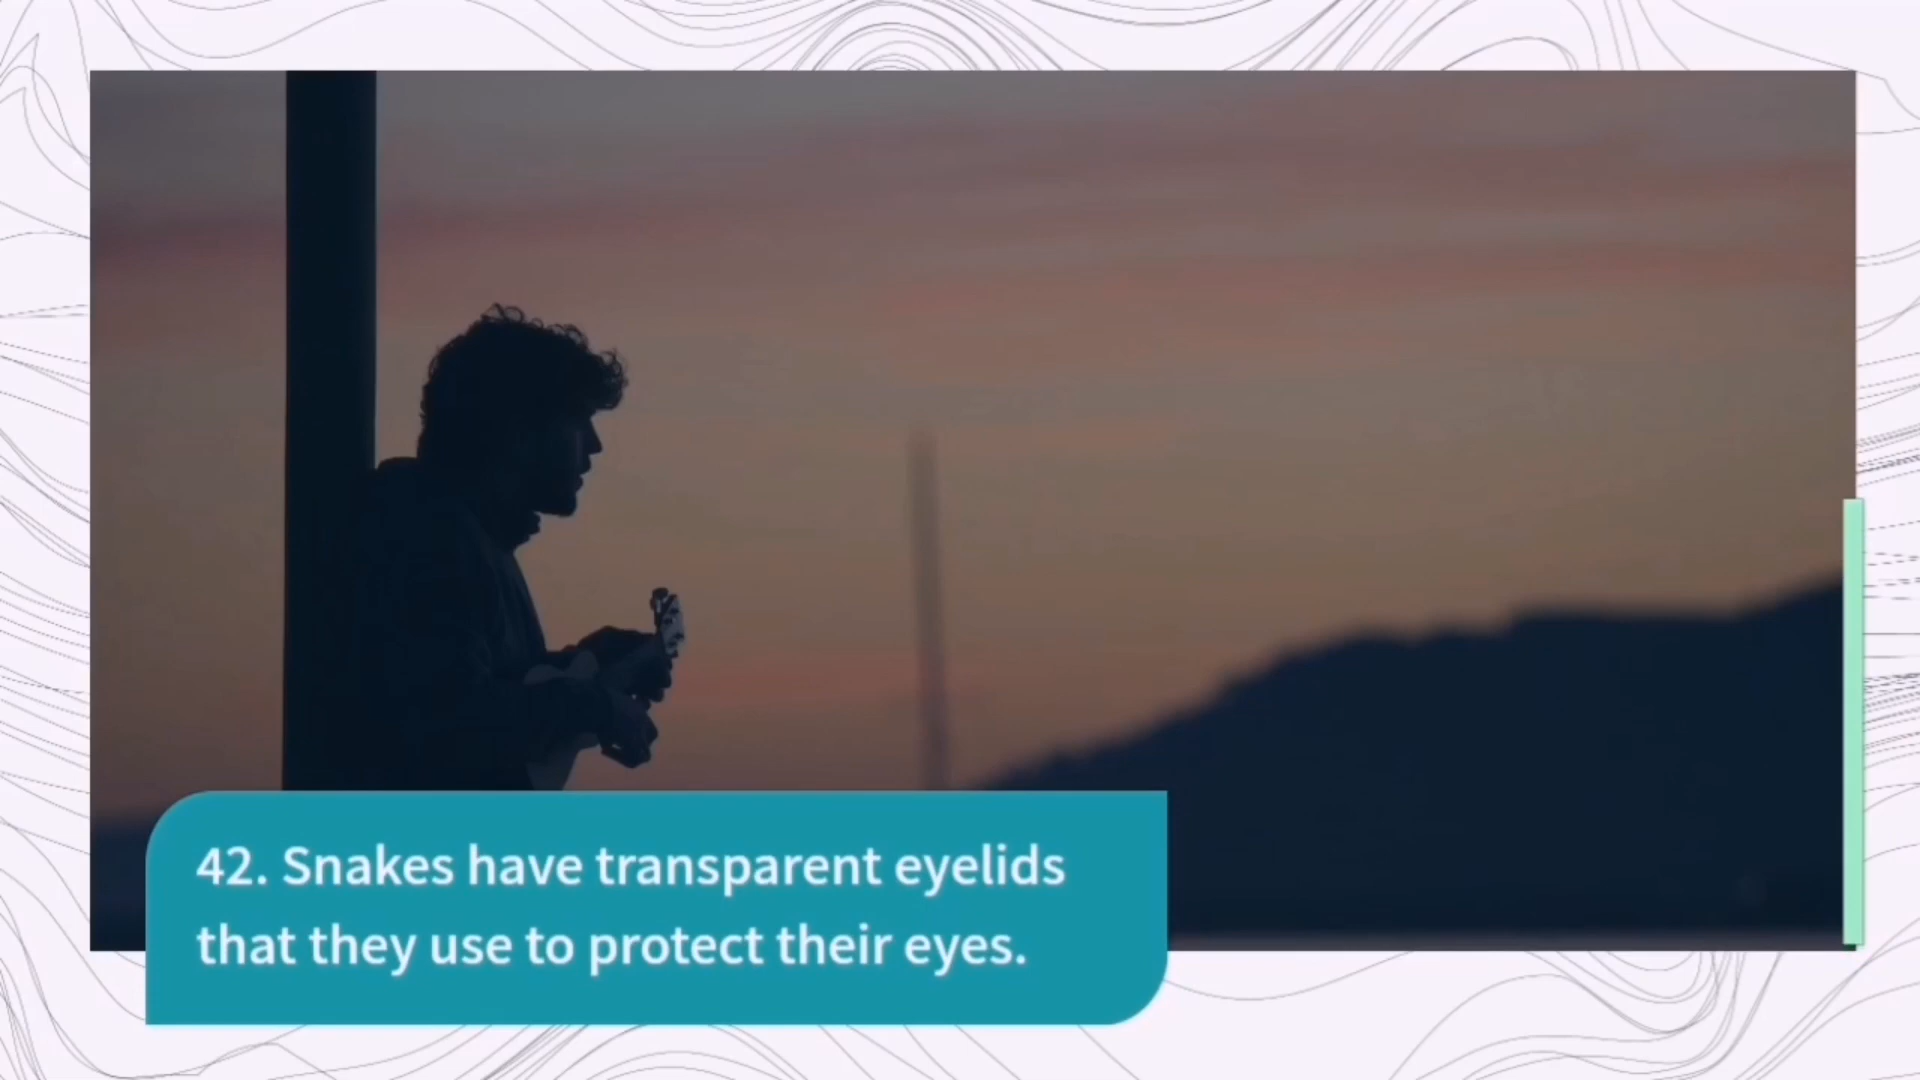 42. Snakes have transparent eyelids
that they use to protect their eyes.